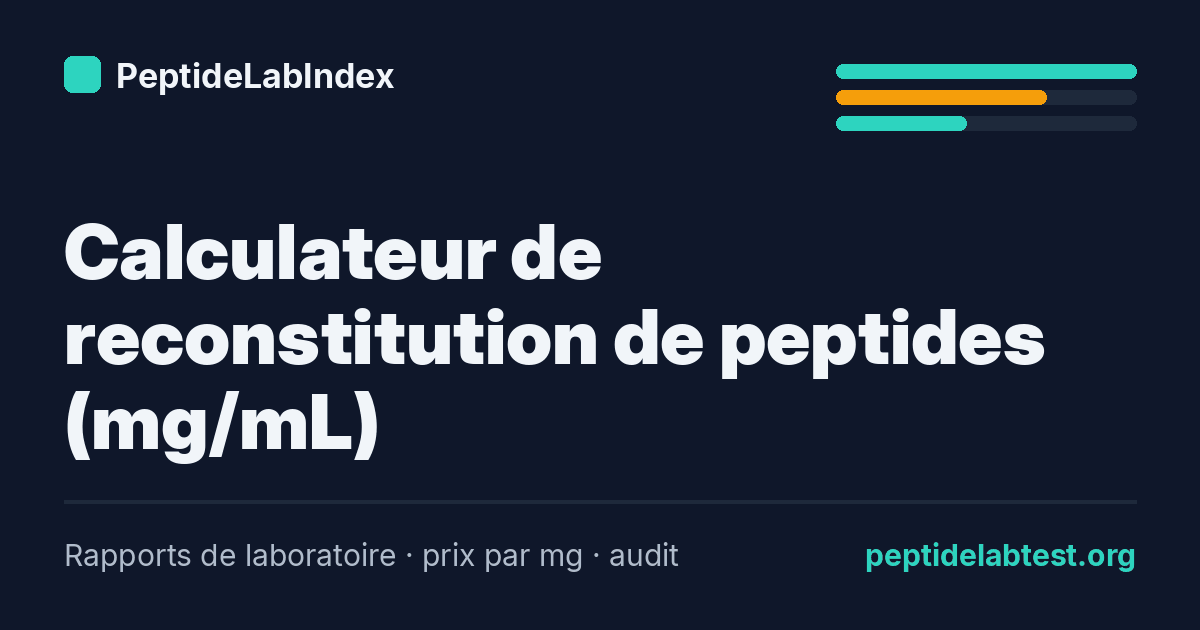 PeptideLabIndex
Calculateur de
reconstitution de peptides
(mg/mL)
Rapports de laboratoire · prix par mg · audit
peptidelabtest.org